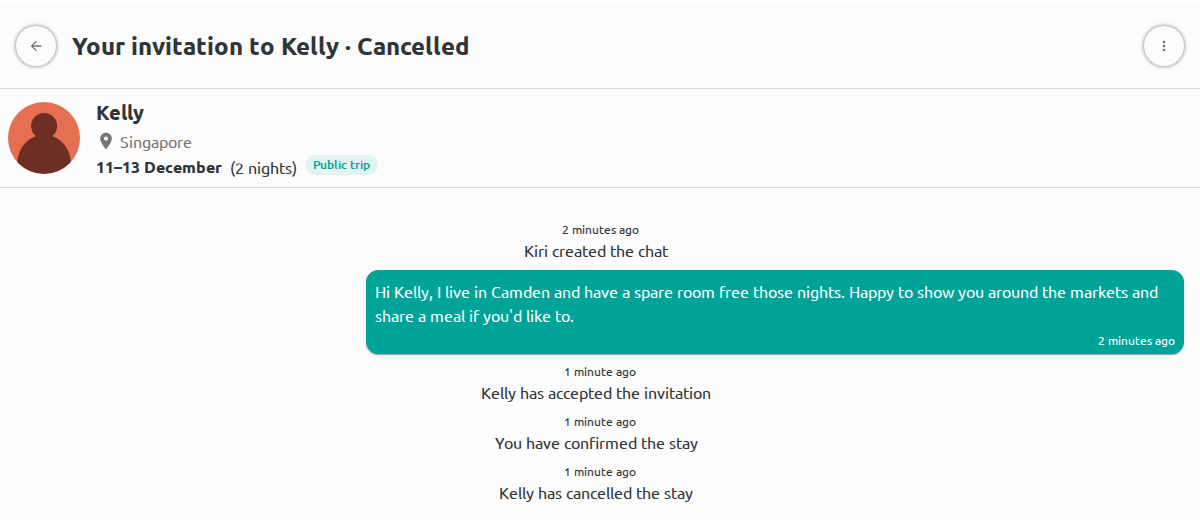 Your invitation to Kelly · Cancelled
Kelly
Singapore
11–13 December (2 nights) Public trip
2 minutes ago
Kiri created the chat
Hi Kelly, I live in Camden and have a spare room free those nights. Happy to show you around the markets and
share a meal if you'd like to.
2 minutes ago
1 minute ago
Kelly has accepted the invitation
1 minute ago
You have confirmed the stay
1 minute ago
Kelly has cancelled the stay